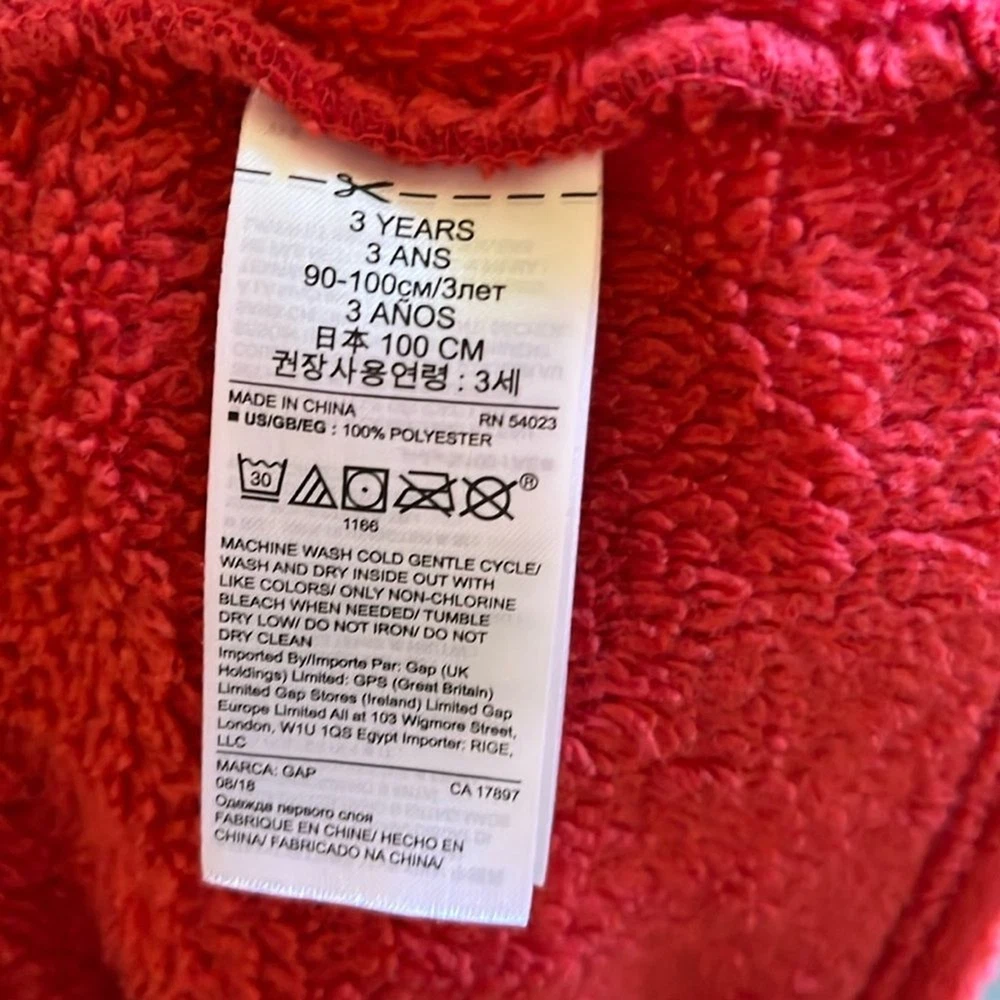 3 YEARS
3 ANS
90-100см/3лет
3 AÑOS
日本 100 CM
권장사용연령 : 3세
MADE IN CHINA RN 54023
■ US/GB/EG : 100% POLYESTER
30
®
1166
MACHINE WASH COLD GENTLE CYCLE/
WASH AND DRY INSIDE OUT WITH
LIKE COLORS/ ONLY NON-CHLORINE
BLEACH WHEN NEEDED/ TUMBLE
DRY LOW/ DO NOT IRON/ DO NOT
DRY CLEAN
Imported By/Importe Par: Gap (UK
Holdings) Limited: GPS (Great Britain)
Limited Gap Stores (Ireland) Limited Gap
Europe Limited All at 103 Wigmore Street,
London, W1U 1QS Egypt Importer: RIGE,
LLC
MARCA: GAP CA 17897
08/18
Одежда первого слоя
FABRIQUE EN CHINE/ HECHO EN
CHINA/ FABRICADO NA CHINA/